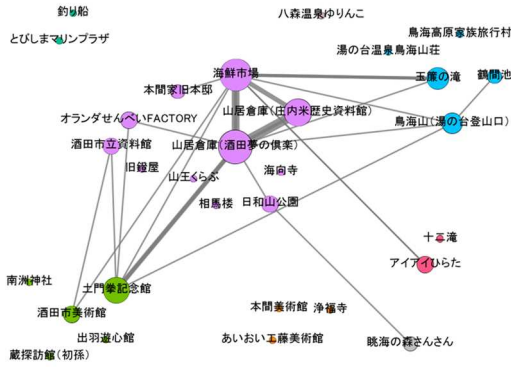 釣り船
八森温泉ゆりんこ
とびしまマリンプラザ
鳥海高原家族旅行村
湯の台温泉鳥海山荘
海鮮市場
玉簾の滝
鶴間池
本間家旧本邸
山居倉庫(庄内米歴史資料館)
オランダせんべいFACTORY
鳥海山(湯の台登山口)
酒田市立資料館
山居倉庫(酒田夢の倶楽)
旧鐙屋
海向寺
山王くらぶ
相馬楼
日和山公園
十二滝
アイアイひらた
南洲神社
土門拳記念館
酒田市美術館
本間美術館
浄福寺
出羽遊心館
あいおい工藤美術館
眺海の森さんさん
蔵探訪館(初孫)